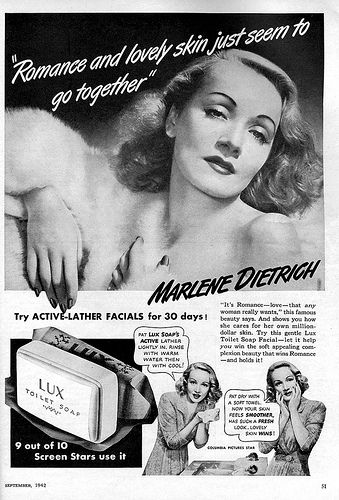 "Romance and lovely skin just seem to
go together"
MARLENE DIETRICH
Try ACTIVE-LATHER FACIALS for 30 days!
"It's Romance—love—that any
woman really wants," this famous
beauty says. And shows you how
she cares for her own million-
dollar skin. Try this gentle Lux
Toilet Soap Facial—let it help
you win the soft appealing com-
plexion beauty that wins Romance
—and holds it!
PAT LUX SOAP'S
ACTIVE LATHER
LIGHTLY IN. RINSE
WITH WARM
WATER THEN
WITH COOL!
LUX
TOILET SOAP
LUX
PAT DRY WITH
A SOFT TOWEL.
NOW YOUR SKIN
FEELS SMOOTHER,
HAS SUCH A FRESH
LOOK. LOVELY
SKIN WINS!
COLUMBIA PICTURES STAR
9 out of 10
Screen Stars use it
SEPTEMBER, 1942
51